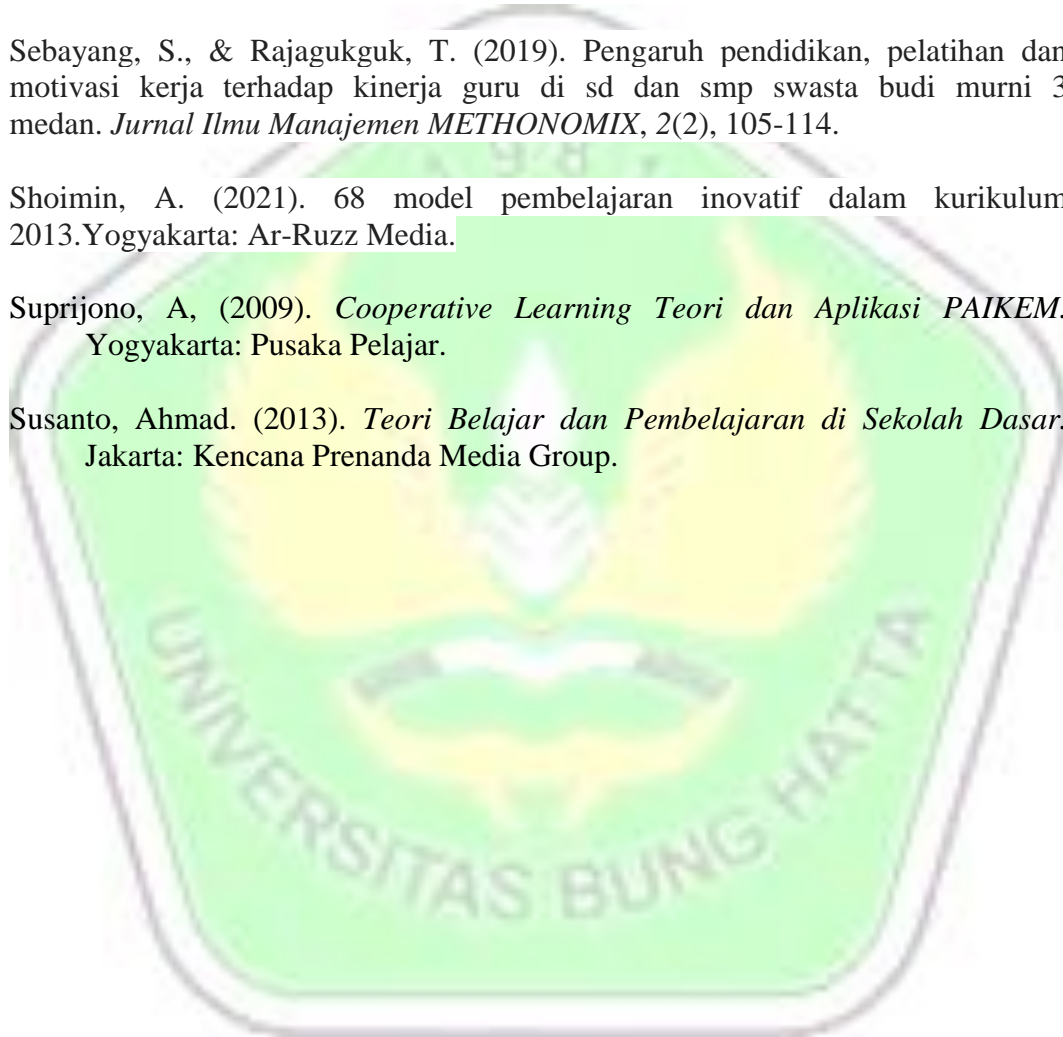 Sebayang, S., & Rajagukguk, T. (2019). Pengaruh pendidikan, pelatihan dan
motivasi kerja terhadap kinerja guru di sd dan smp swasta budi murni 3
medan. Jurnal Ilmu Manajemen METHONOMIX, 2(2), 105-114.
Shoimin, A. (2021). 68 model pembelajaran inovatif dalam kurikulum
2013.Yogyakarta: Ar-Ruzz Media.
Suprijono, A, (2009). Cooperative Learning Teori dan Aplikasi PAIKEM.
Yogyakarta: Pusaka Pelajar.
Susanto, Ahmad. (2013). Teori Belajar dan Pembelajaran di Sekolah Dasar.
Jakarta: Kencana Prenanda Media Group.
UNIVERSITAS BUNG HATTA